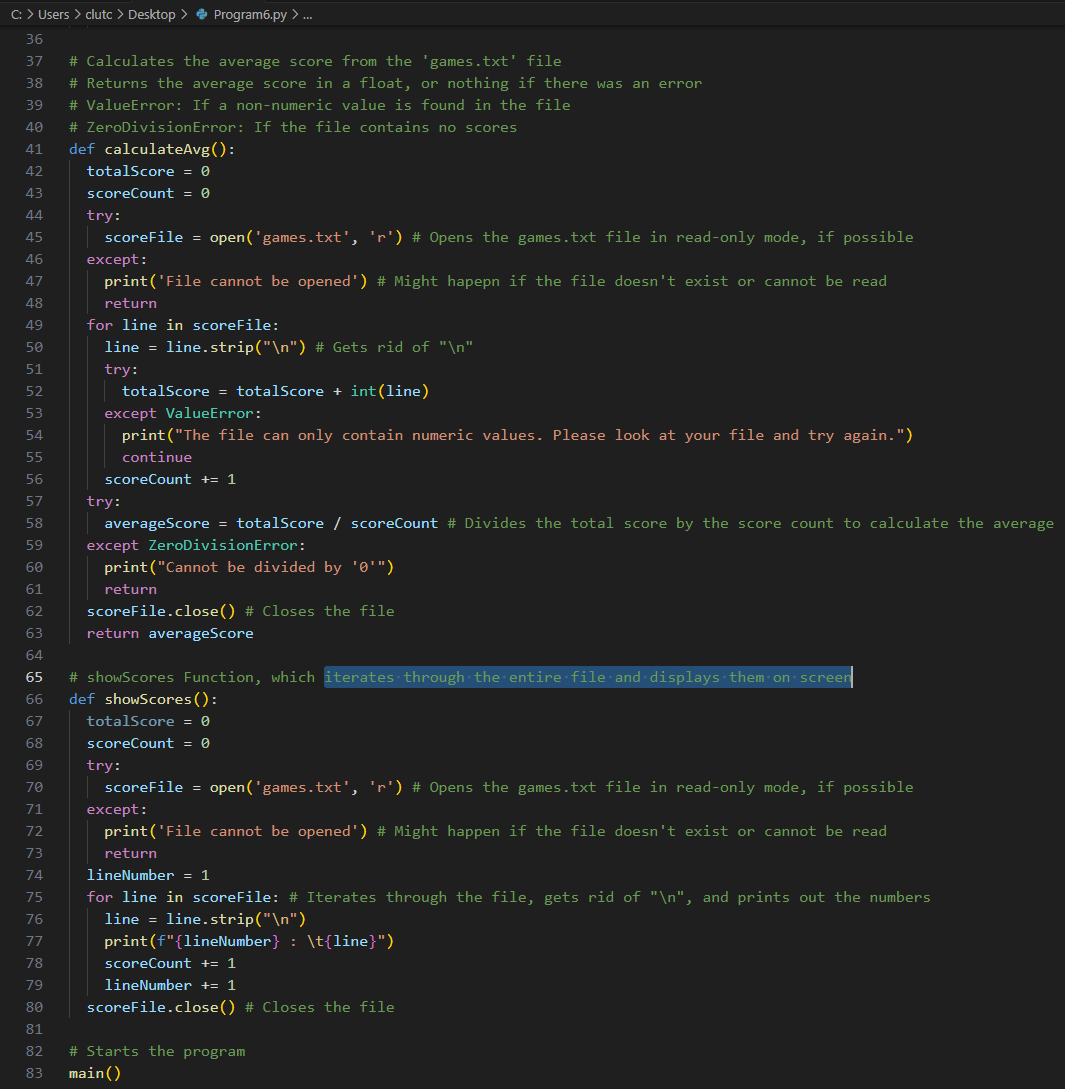 C: > Users > clutc > Desktop > Program6.py > ...
36
37 # Calculates the average score from the 'games.txt' file
38 # Returns the average score in a float, or nothing if there was an error
39 # ValueError: If a non-numeric value is found in the file
40 # ZeroDivisionError: If the file contains no scores
41 def calculateAvg():
42   totalScore = 0
43   scoreCount = 0
44   try:
45     scoreFile = open('games.txt', 'r') # Opens the games.txt file in read-only mode, if possible
46   except:
47     print('File cannot be opened') # Might hapepn if the file doesn't exist or cannot be read
48     return
49   for line in scoreFile:
50     line = line.strip("\n") # Gets rid of "\n"
51     try:
52       totalScore = totalScore + int(line)
53     except ValueError:
54       print("The file can only contain numeric values. Please look at your file and try again.")
55       continue
56     scoreCount += 1
57   try:
58     averageScore = totalScore / scoreCount # Divides the total score by the score count to calculate the average
59   except ZeroDivisionError:
60     print("Cannot be divided by '0'")
61     return
62   scoreFile.close() # Closes the file
63   return averageScore
64
65 # showScores Function, which iterates through the entire file and displays them on screen
66 def showScores():
67   totalScore = 0
68   scoreCount = 0
69   try:
70     scoreFile = open('games.txt', 'r') # Opens the games.txt file in read-only mode, if possible
71   except:
72     print('File cannot be opened') # Might happen if the file doesn't exist or cannot be read
73     return
74   lineNumber = 1
75   for line in scoreFile: # Iterates through the file, gets rid of "\n", and prints out the numbers
76     line = line.strip("\n")
77     print(f"{lineNumber} : \t{line}")
78     scoreCount += 1
79     lineNumber += 1
80   scoreFile.close() # Closes the file
81
82 # Starts the program
83 main()